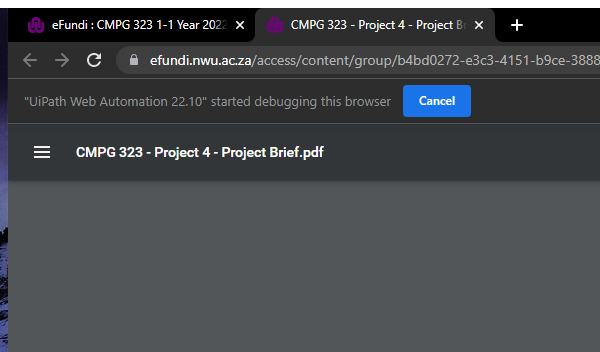 eFundi : CMPG 323 1-1 Year 2022
CMPG 323 - Project 4 - Project B
efundi.nwu.ac.za/access/content/group/b4bd0272-e3c3-4151-b9ce-3888
"UiPath Web Automation 22.10" started debugging this browser
Cancel
CMPG 323 - Project 4 - Project Brief.pdf